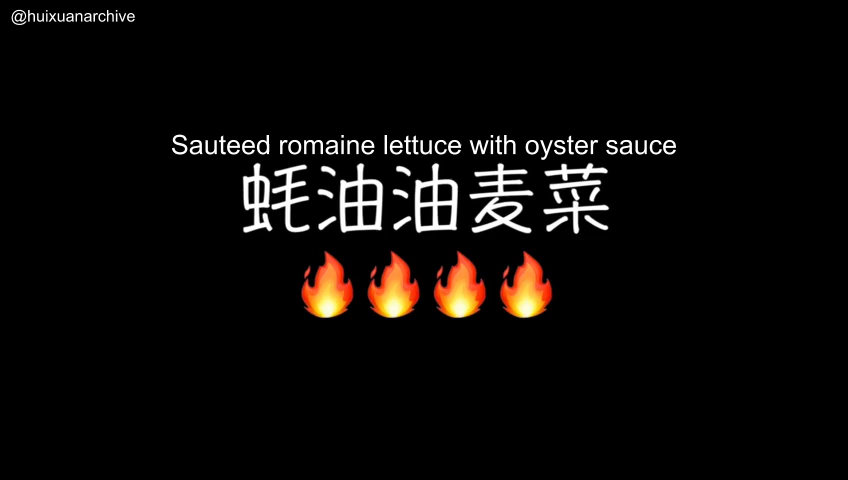 @huixuanarchive
Sauteed romaine lettuce with oyster sauce
蚝油油麦菜
🔥🔥🔥🔥